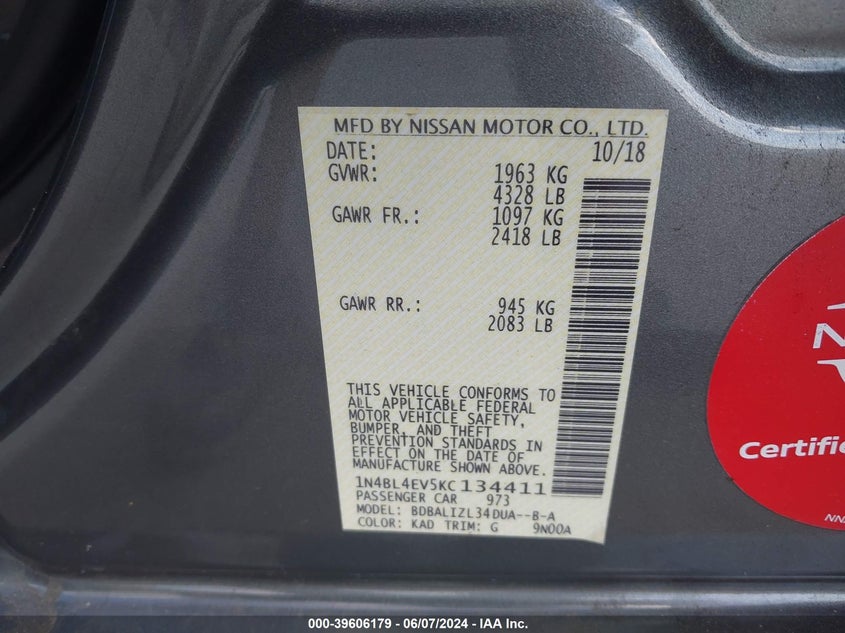 MFD BY NISSAN MOTOR CO., LTD.
DATE: 10/18
GVWR: 1963 KG
4328 LB
GAWR FR.: 1097 KG
2418 LB
GAWR RR.: 945 KG
2083 LB
THIS VEHICLE CONFORMS TO
ALL APPLICABLE FEDERAL
MOTOR VEHICLE SAFETY,
BUMPER, AND THEFT
PREVENTION STANDARDS IN
EFFECT ON THE DATE OF
MANUFACTURE SHOWN ABOVE.
1N4BL4EV5KC134411
PASSENGER CAR 973
MODEL: BDBALIZL34DUA--B-A
COLOR: KAD TRIM: G 9N00A
000-39606179 - 06/07/2024 - IAA Inc.